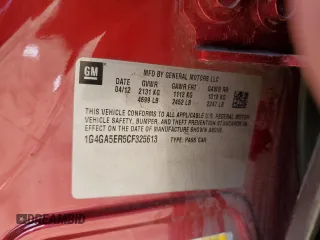 GM
MFD BY GENERAL MOTORS LLC
DATE GVWR GAWR FRT GAWR RR
04/12 2131 KG 1112 KG 1019 KG
4699 LB 2452 LB 2247 LB
THIS VEHICLE CONFORMS TO ALL APPLICABLE U.S. FEDERAL MOTOR
VEHICLE SAFETY, BUMPER, AND THEFT PREVENTION STANDARDS IN EFFECT
ON THE DATE OF MANUFACTURE SHOWN ABOVE.
1G4GA5ER5CF325613 TYPE: PASS CAR
DREAMBID